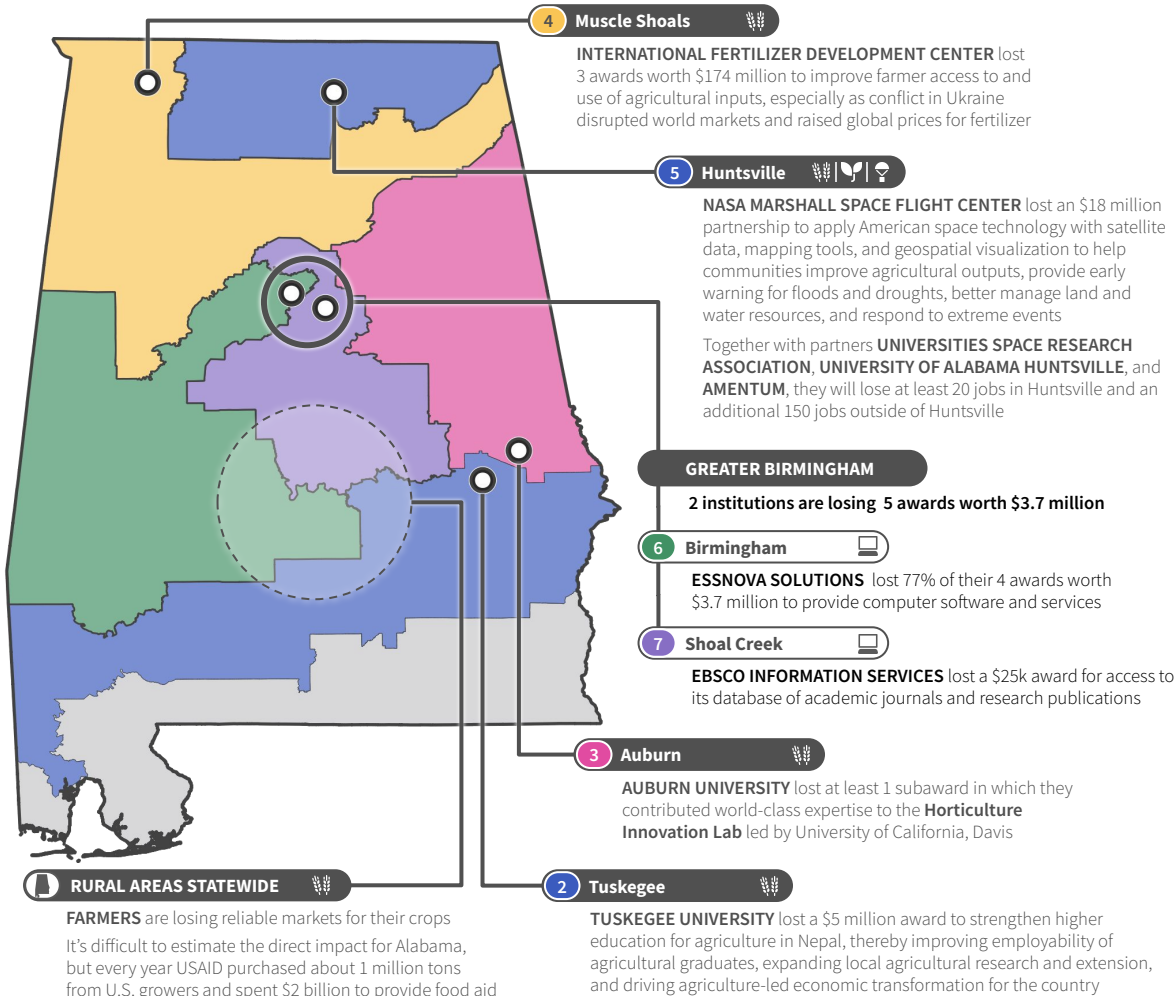 4 Muscle Shoals
INTERNATIONAL FERTILIZER DEVELOPMENT CENTER lost
3 awards worth $174 million to improve farmer access to and
use of agricultural inputs, especially as conflict in Ukraine
disrupted world markets and raised global prices for fertilizer
5 Huntsville
NASA MARSHALL SPACE FLIGHT CENTER lost an $18 million
partnership to apply American space technology with satellite
data, mapping tools, and geospatial visualization to help
communities improve agricultural outputs, provide early
warning for floods and droughts, better manage land and
water resources, and respond to extreme events
Together with partners UNIVERSITIES SPACE RESEARCH
ASSOCIATION, UNIVERSITY OF ALABAMA HUNTSVILLE, and
AMENTUM, they will lose at least 20 jobs in Huntsville and an
additional 150 jobs outside of Huntsville
GREATER BIRMINGHAM
2 institutions are losing 5 awards worth $3.7 million
6 Birmingham
ESSNOVA SOLUTIONS lost 77% of their 4 awards worth
$3.7 million to provide computer software and services
7 Shoal Creek
EBSCO INFORMATION SERVICES lost a $25k award for access to
its database of academic journals and research publications
3 Auburn
AUBURN UNIVERSITY lost at least 1 subaward in which they
contributed world-class expertise to the Horticulture
Innovation Lab led by University of California, Davis
RURAL AREAS STATEWIDE
FARMERS are losing reliable markets for their crops
It's difficult to estimate the direct impact for Alabama,
but every year USAID purchased about 1 million tons
from U.S. growers and spent $2 billion to provide food aid
2 Tuskegee
TUSKEGEE UNIVERSITY lost a $5 million award to strengthen higher
education for agriculture in Nepal, thereby improving employability of
agricultural graduates, expanding local agricultural research and extension,
and driving agriculture-led economic transformation for the country